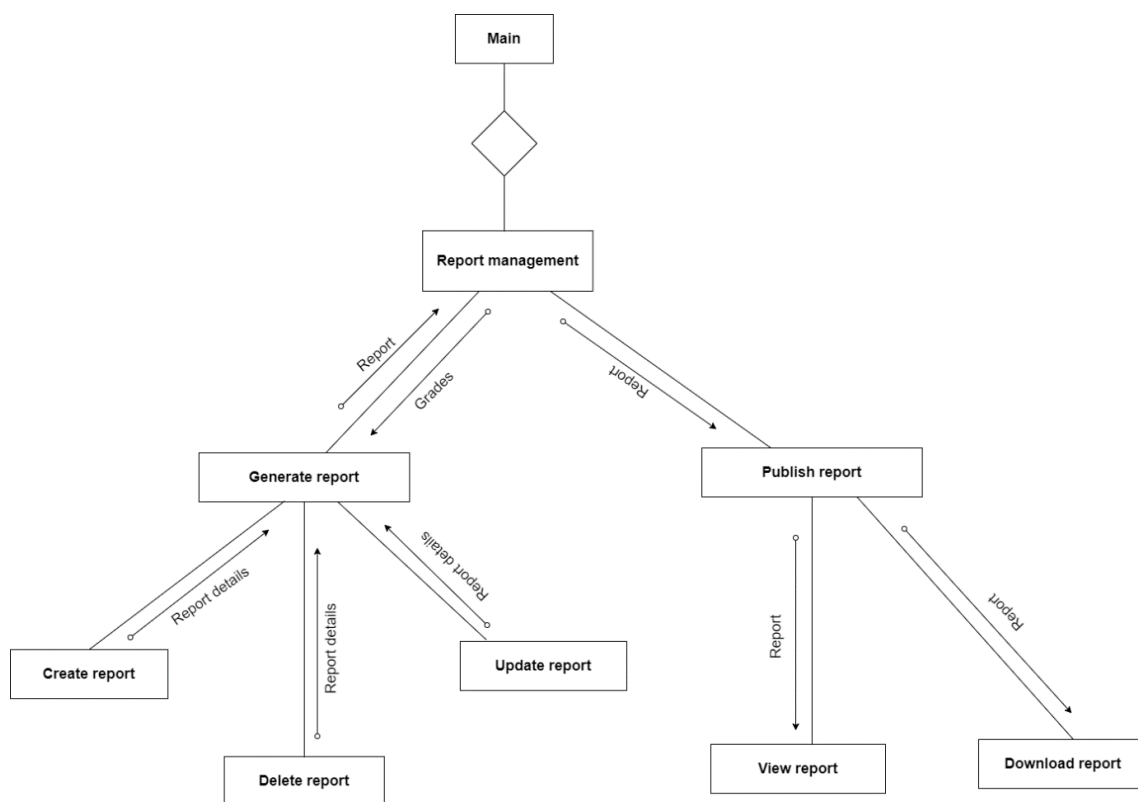 Main
Report management
Report
Grades
Report
Generate report
Publish report
Report details
Report details
Report details
Report
Report
Create report
Update report
Delete report
View report
Download report